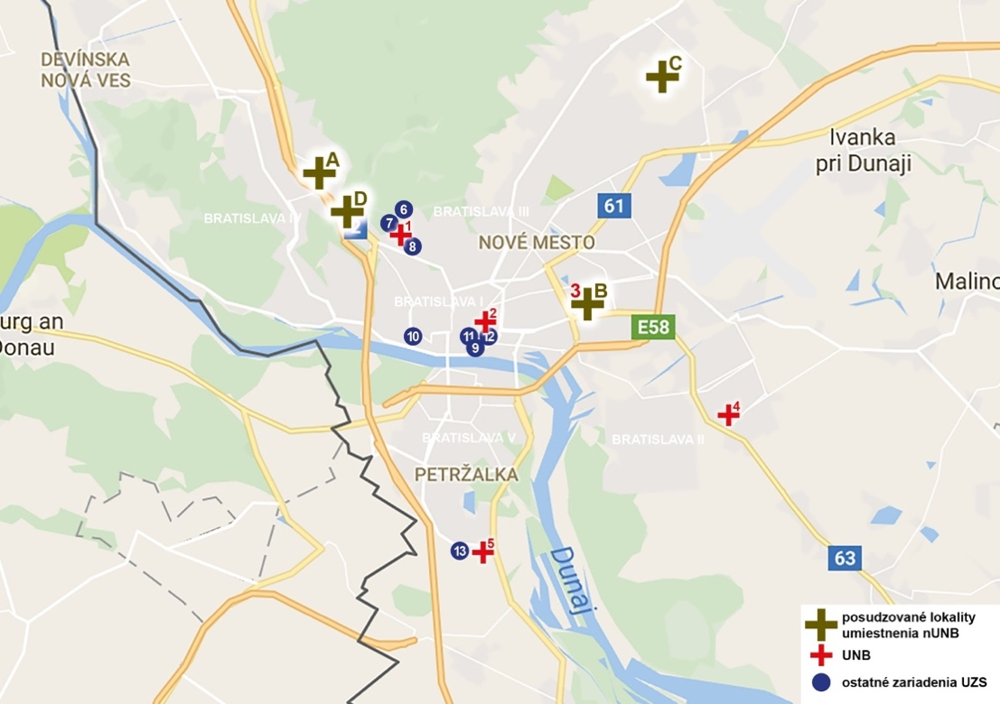 DEVÍNSKA
NOVÁ VES
C
Ivanka
pri Dunaji
A
D
2
BRATISLAVA IV
6
7
1
8
BRATISLAVA III
61
NOVÉ MESTO
Malino
3
B
BRATISLAVA I
2
E58
urg an
Donau
10
11
12
9
4
BRATISLAVA V
BRATISLAVA II
PETRŽALKA
13
5
Dunaj
63
posudzované lokality
umiestnenia nUNB
UNB
ostatné zariadenia UZS